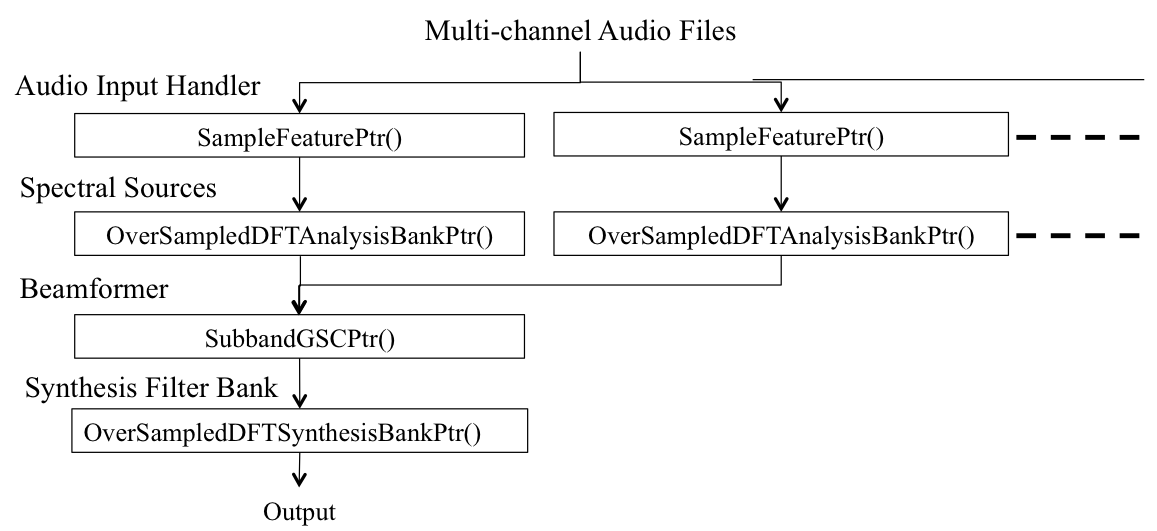 Multi-channel Audio Files
Audio Input Handler
SampleFeaturePtr()
SampleFeaturePtr()
Spectral Sources
OverSampledDFTAnalysisBankPtr()
OverSampledDFTAnalysisBankPtr()
Beamformer
SubbandGSCPtr()
Synthesis Filter Bank
OverSampledDFTSynthesisBankPtr()
Output